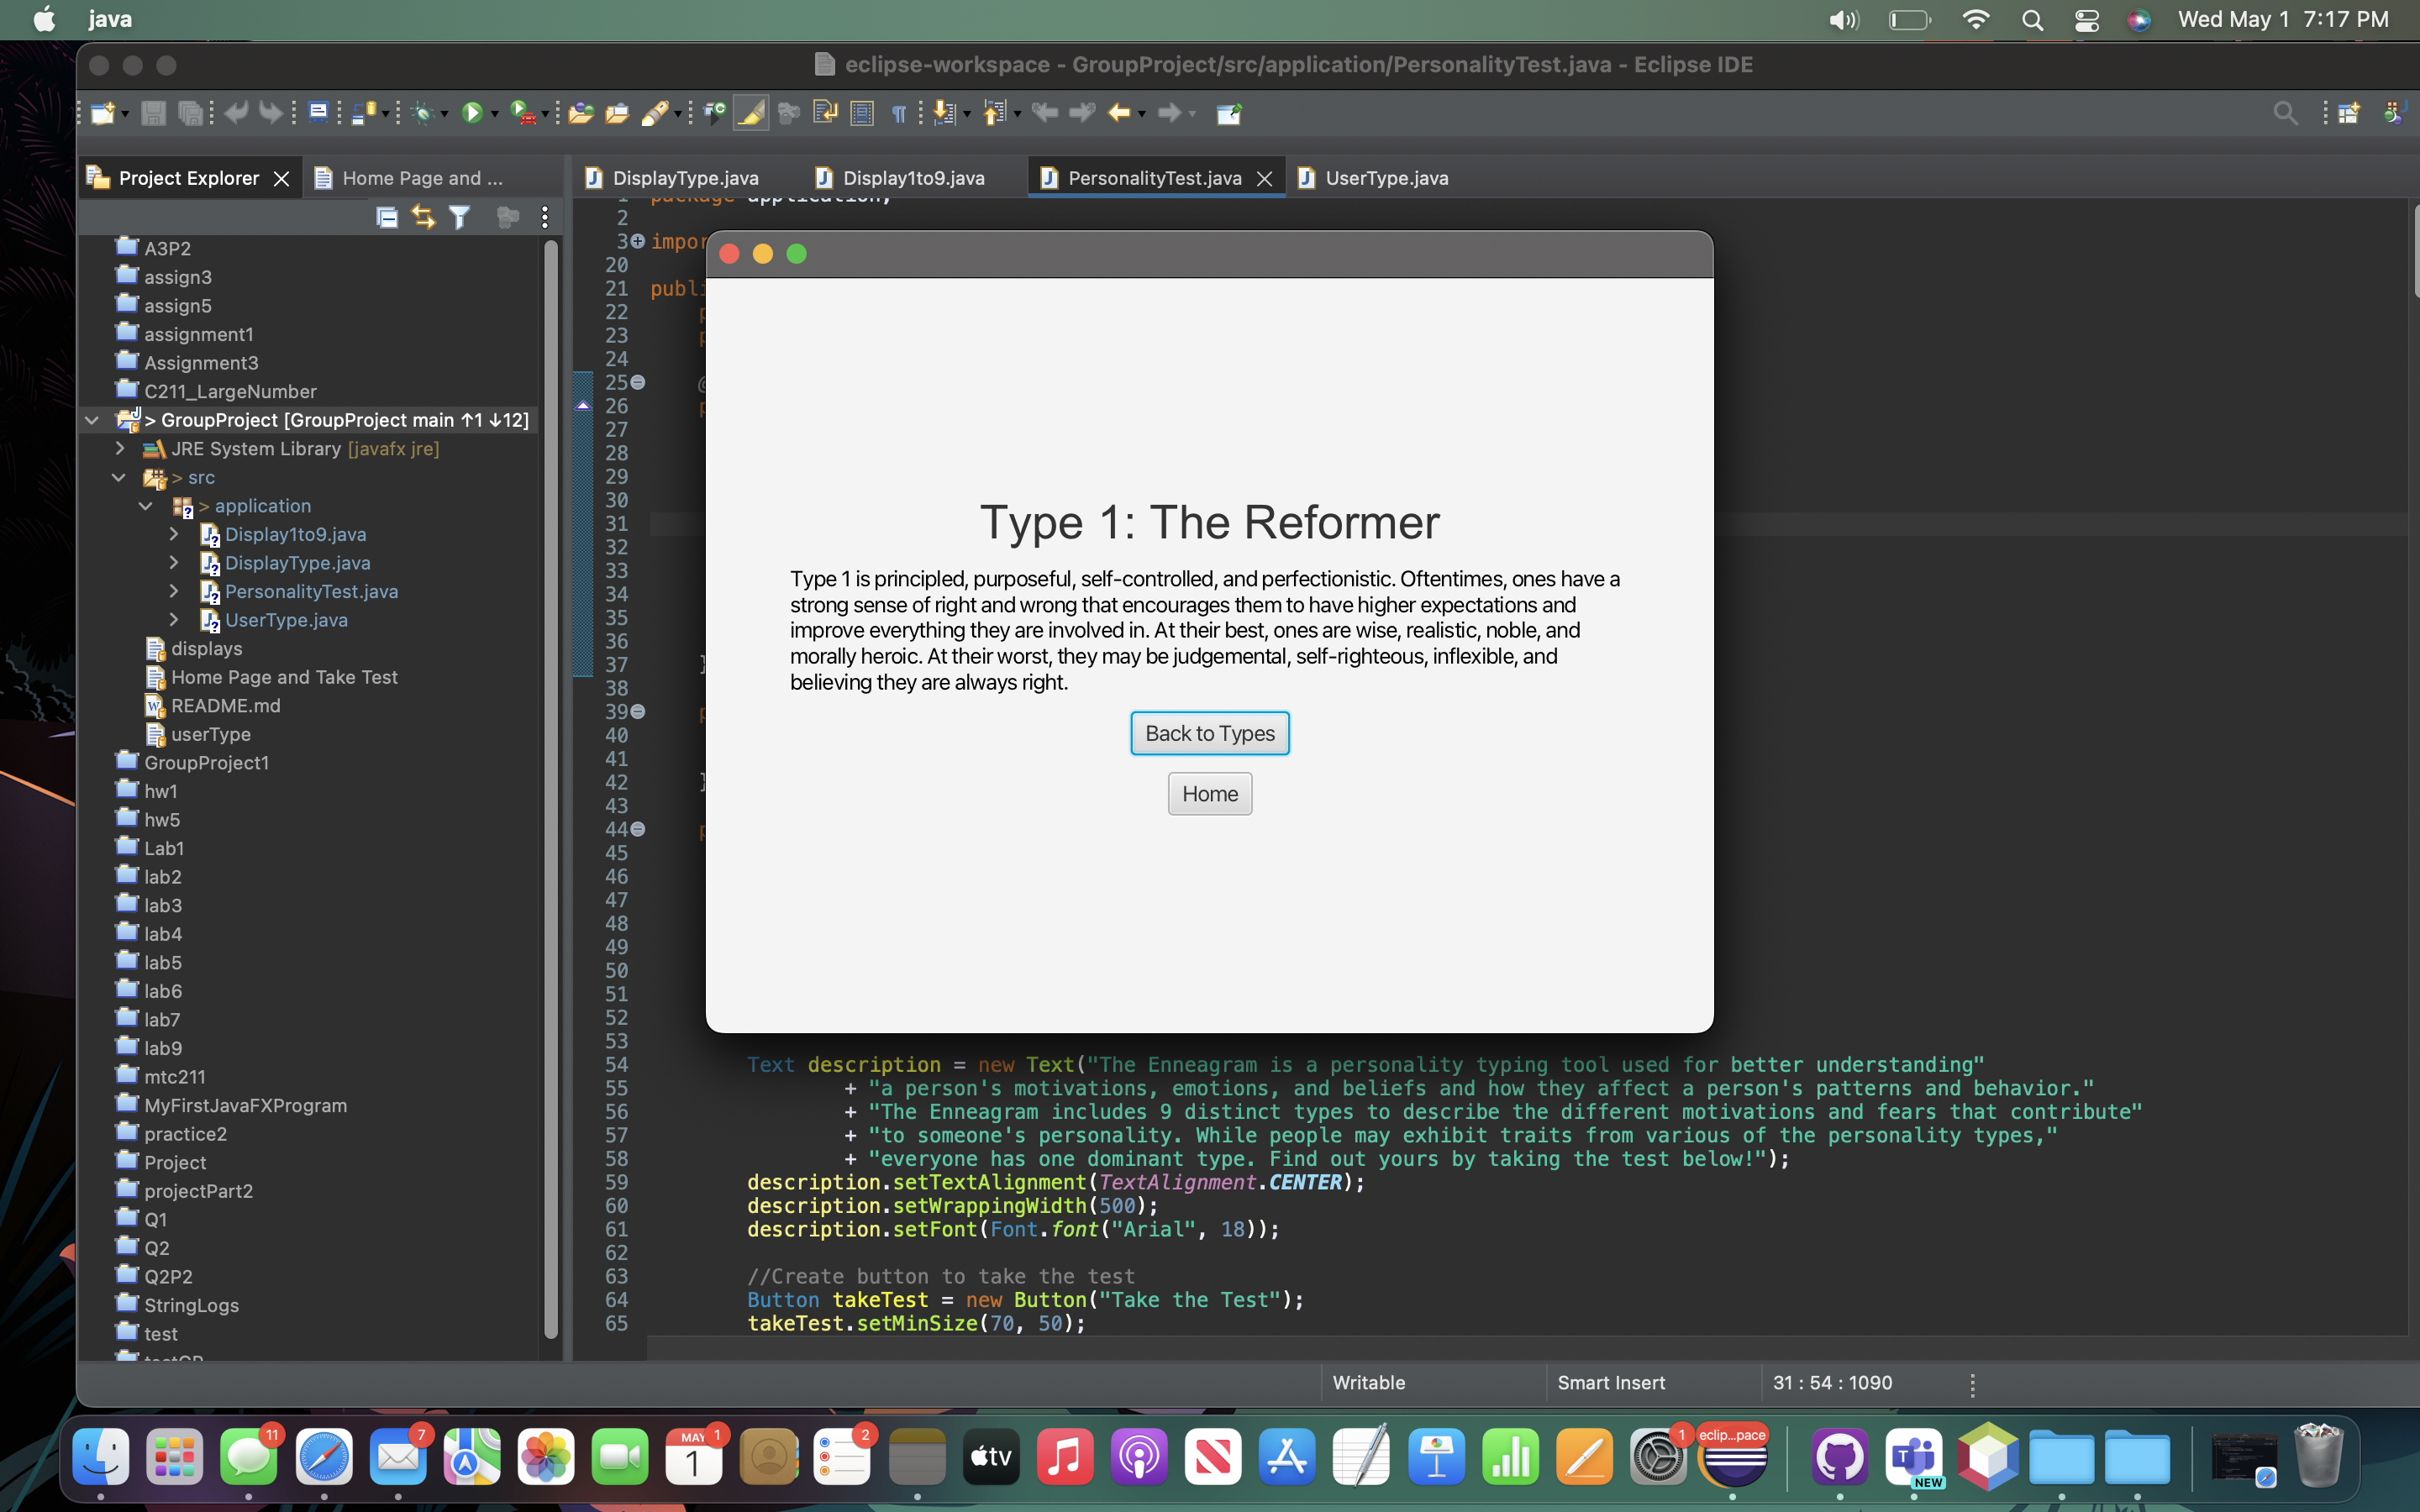 java
Wed May 1 7:17 PM
eclipse-workspace - GroupProject/src/application/PersonalityTest.java - Eclipse IDE
Project Explorer
Home Page and ...
DisplayType.java
Display1to9.java
PersonalityTest.java
UserType.java
A3P2
assign3
assign5
assignment1
Assignment3
C211_LargeNumber
> GroupProject [GroupProject main ↑1 ↓12]
JRE System Library [javafx jre]
> src
> application
Display1to9.java
DisplayType.java
PersonalityTest.java
UserType.java
displays
Home Page and Take Test
README.md
userType
GroupProject1
hw1
hw5
Lab1
lab2
lab3
lab4
lab5
lab6
lab7
lab9
mtc211
MyFirstJavaFXProgram
practice2
Project
projectPart2
Q1
Q2
Q2P2
StringLogs
test
1 package application;
2
3 impor
20
21 publi
22 p
23 p
24
25 @
26 p
27
28
29
30
31
32
33
34
35
36
37 }
38
39 p
40
41
42 }
43
44 p
45
46
47
48
49
50
51
52
53
Type 1: The Reformer
Type 1 is principled, purposeful, self-controlled, and perfectionistic. Oftentimes, ones have a
strong sense of right and wrong that encourages them to have higher expectations and
improve everything they are involved in. At their best, ones are wise, realistic, noble, and
morally heroic. At their worst, they may be judgemental, self-righteous, inflexible, and
believing they are always right.
Back to Types
Home
54 Text description = new Text("The Enneagram is a personality typing tool used for better understanding"
55 + "a person's motivations, emotions, and beliefs and how they affect a person's patterns and behavior."
56 + "The Enneagram includes 9 distinct types to describe the different motivations and fears that contribute"
57 + "to someone's personality. While people may exhibit traits from various of the personality types,"
58 + "everyone has one dominant type. Find out yours by taking the test below!");
59 description.setTextAlignment(TextAlignment.CENTER);
60 description.setWrappingWidth(500);
61 description.setFont(Font.font("Arial", 18));
62
63 //Create button to take the test
64 Button takeTest = new Button("Take the Test");
65 takeTest.setMinSize(70, 50);
Writable
Smart Insert
31 : 54 : 1090
11
7
MAY
1
1
2
tv
1
eclip...pace
T
NEW